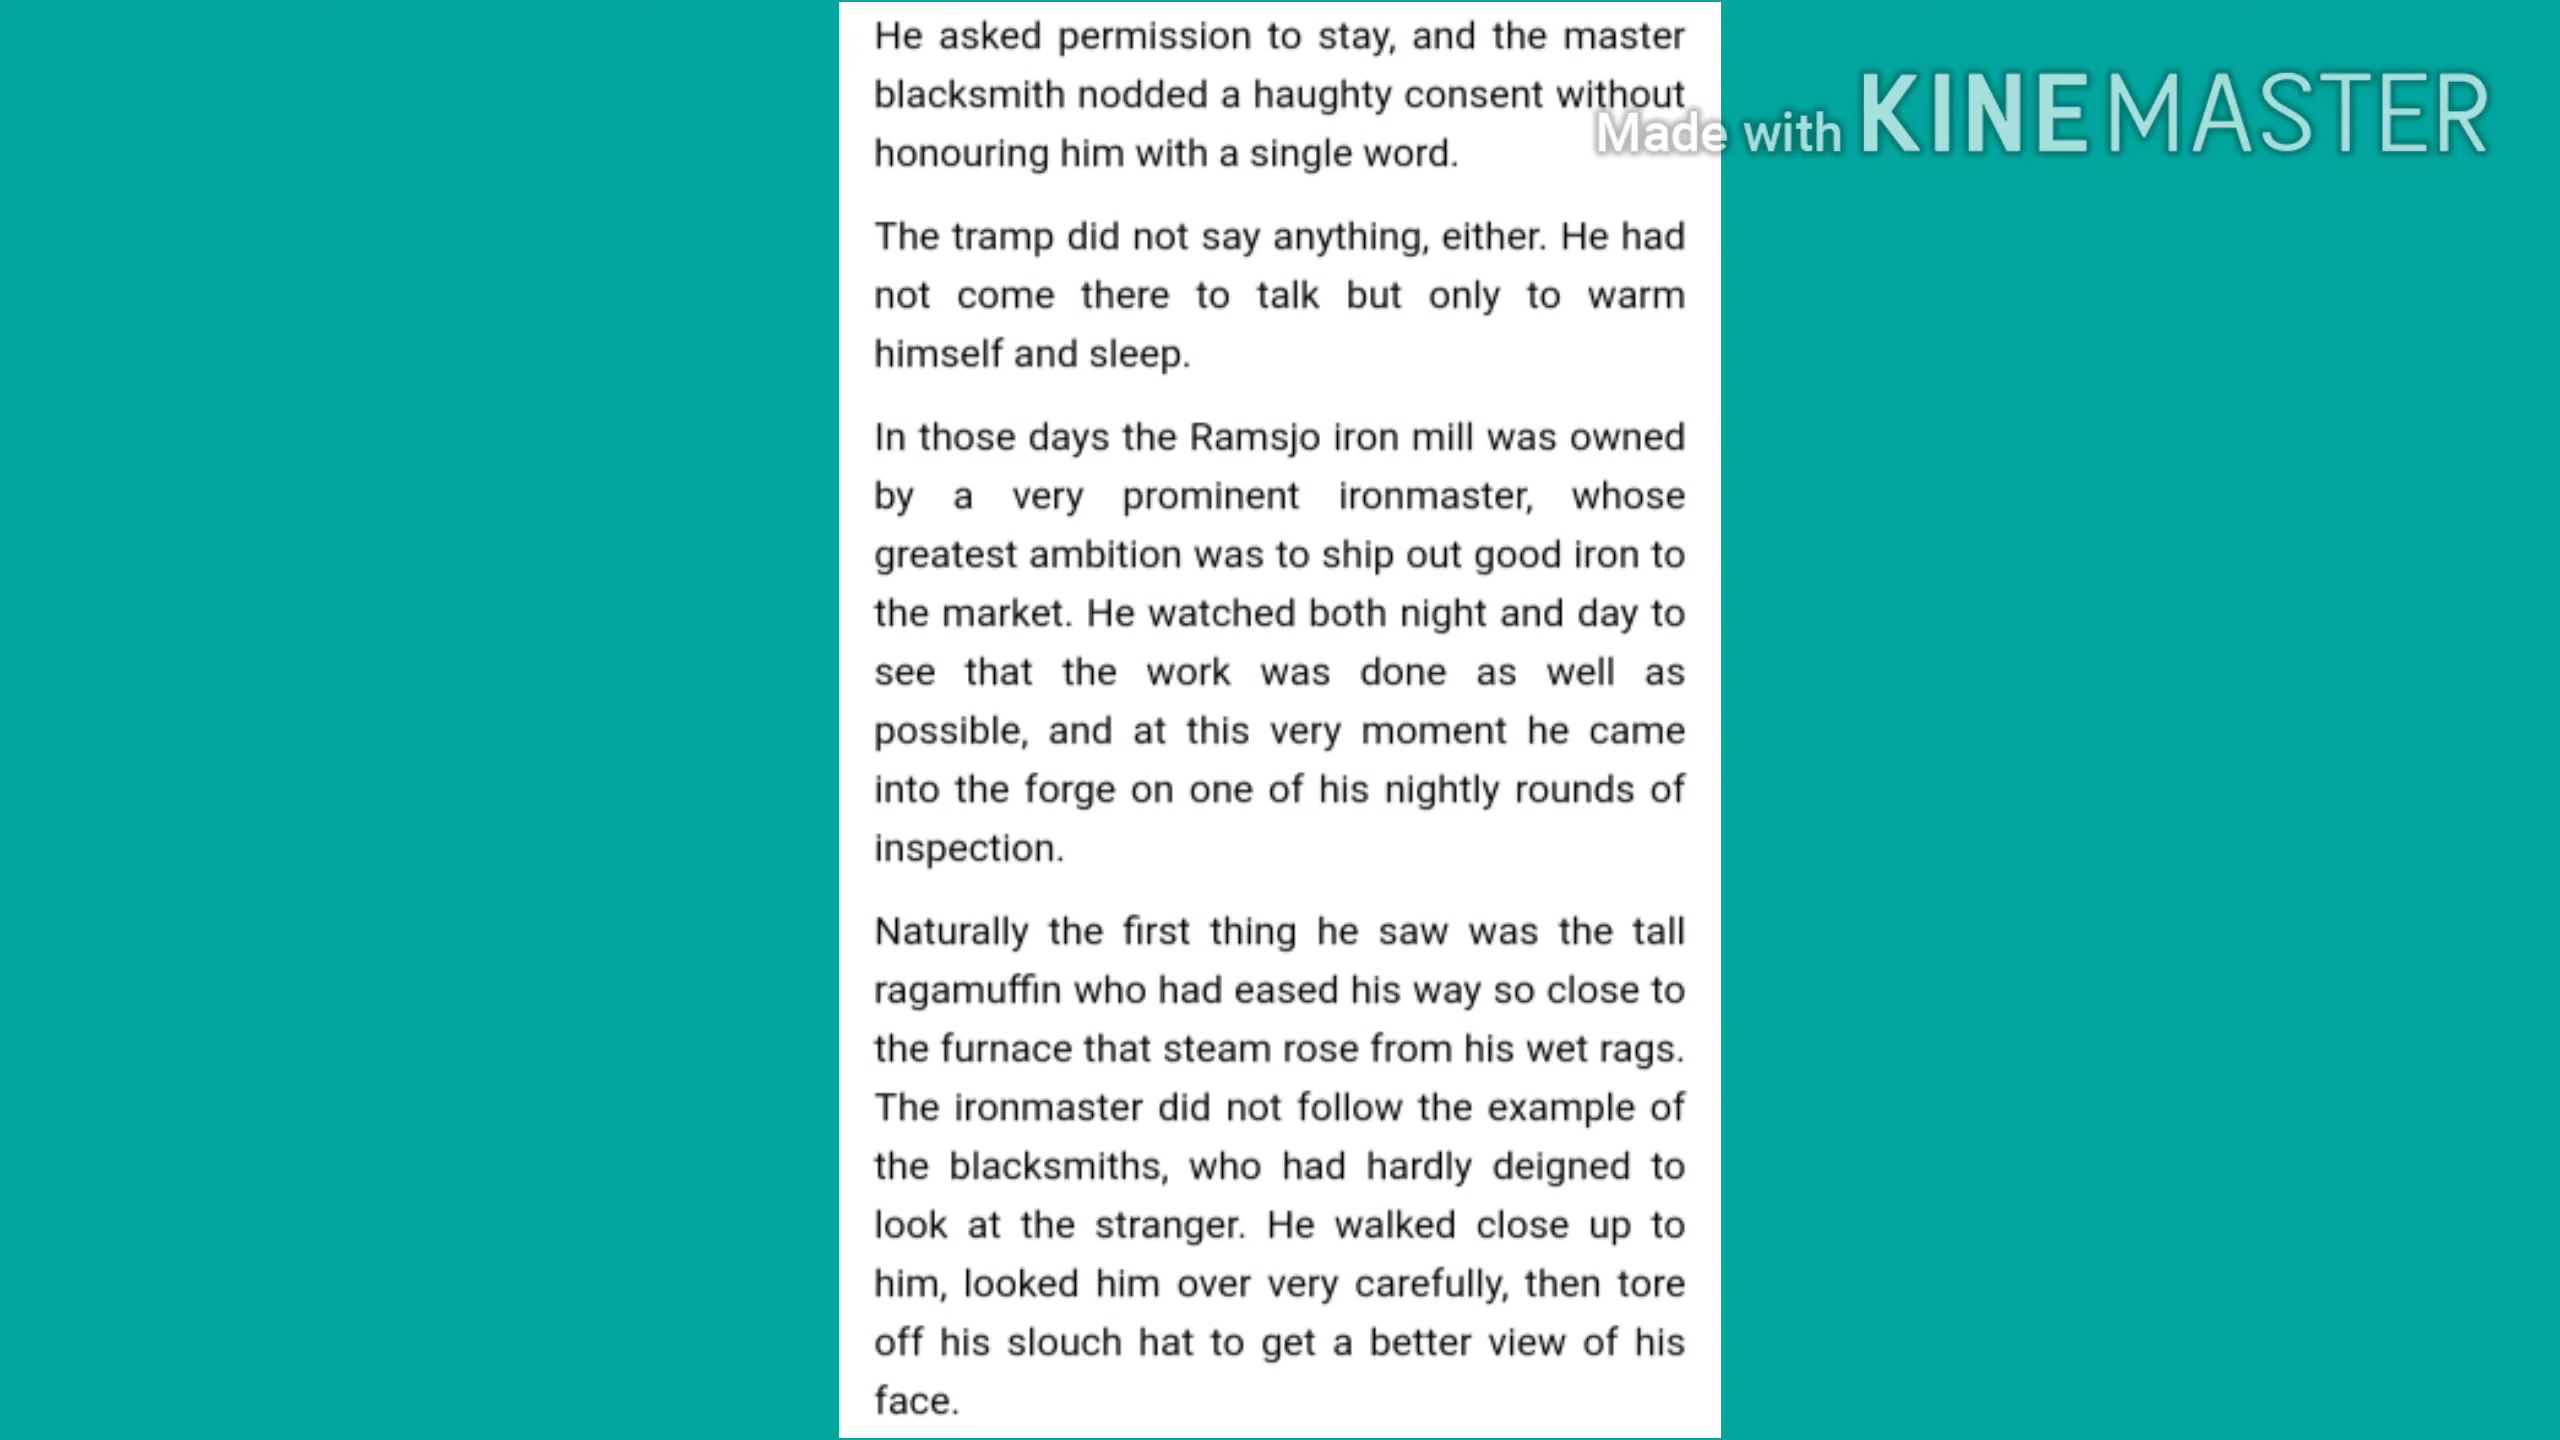 He asked permission to stay, and the master
blacksmith nodded a haughty consent without
honouring him with a single word.
Made with KINEMASTER
The tramp did not say anything, either. He had
not come there to talk but only to warm
himself and sleep.
In those days the Ramsjo iron mill was owned
by a very prominent ironmaster, whose
greatest ambition was to ship out good iron to
the market. He watched both night and day to
see that the work was done as well as
possible, and at this very moment he came
into the forge on one of his nightly rounds of
inspection.
Naturally the first thing he saw was the tall
ragamuffin who had eased his way so close to
the furnace that steam rose from his wet rags.
The ironmaster did not follow the example of
the blacksmiths, who had hardly deigned to
look at the stranger. He walked close up to
him, looked him over very carefully, then tore
off his slouch hat to get a better view of his
face.